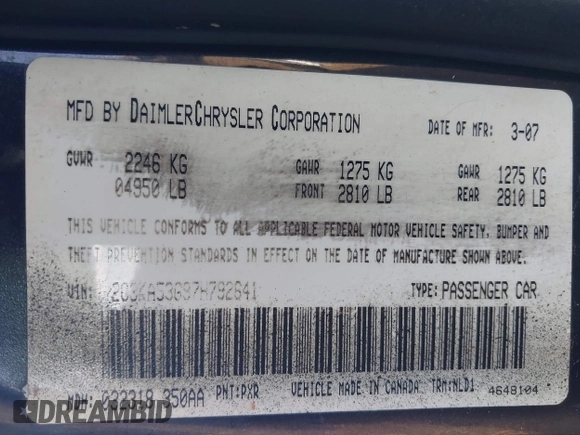 MFD BY DAIMLERCHRYSLER CORPORATION DATE OF MFR: 3-07
GVWR 2246 KG GAWR 1275 KG GAWR 1275 KG
04950 LB FRONT 2810 LB REAR 2810 LB
THIS VEHICLE CONFORMS TO ALL APPLICABLE FEDERAL MOTOR VEHICLE SAFETY, BUMPER AND
THEFT PREVENTION STANDARDS IN EFFECT ON THE DATE OF MANUFACTURE SHOWN ABOVE.
VIN: TYPE: PASSENGER CAR
MDH: 032318 350AA PNT: PXR VEHICLE MADE IN CANADA TRM: NLD1 4648104
DREAMBID